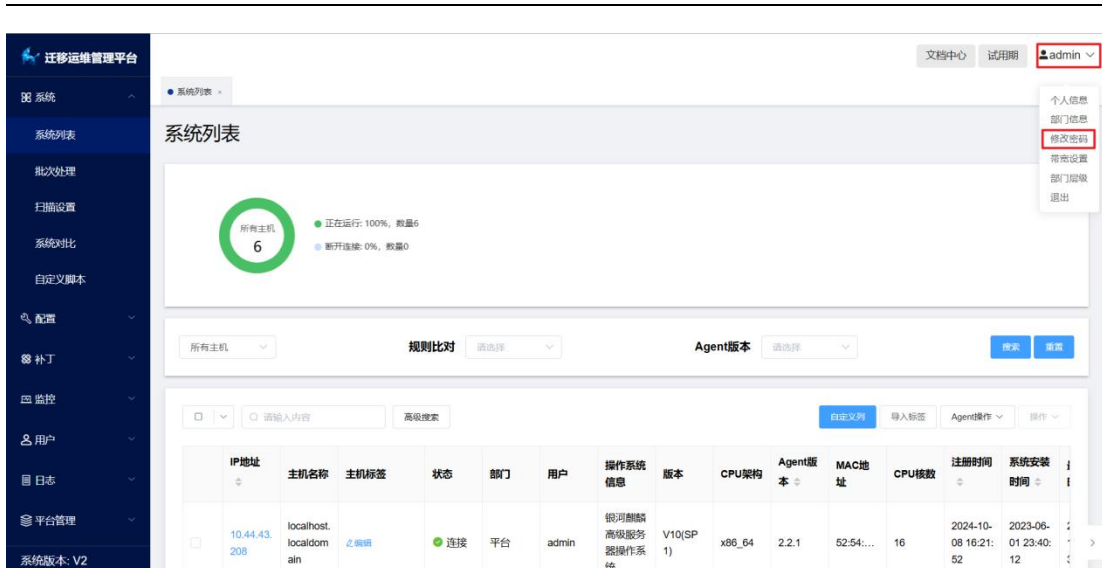 迁移运维管理平台
文档中心 试用期 admin
系统
系统列表
批次处理
扫描设置
系统对比
自定义脚本
配置
补丁
监控
用户
日志
平台管理
系统版本: V2
系统列表 ×
个人信息
部门信息
修改密码
带宽设置
部门层级
退出
系统列表
所有主机
6
正在运行: 100%，数量6
断开连接: 0%，数量0
所有主机 规则比对 请选择 Agent版本 请选择 搜索 重置
请输入内容 高级搜索 自定义列 导入标签 Agent操作 操作
IP地址 主机名称 主机标签 状态 部门 用户 操作系统信息 版本 CPU架构 Agent版本 MAC地址 CPU核数 注册时间 系统安装时间
10.44.43.208 localhost.localdomain 编辑 连接 平台 admin 银河麒麟高级服务器操作系统 V10(SP1) x86_64 2.2.1 52:54:... 16 2024-10-08 16:21:52 2023-06-01 23:40:12